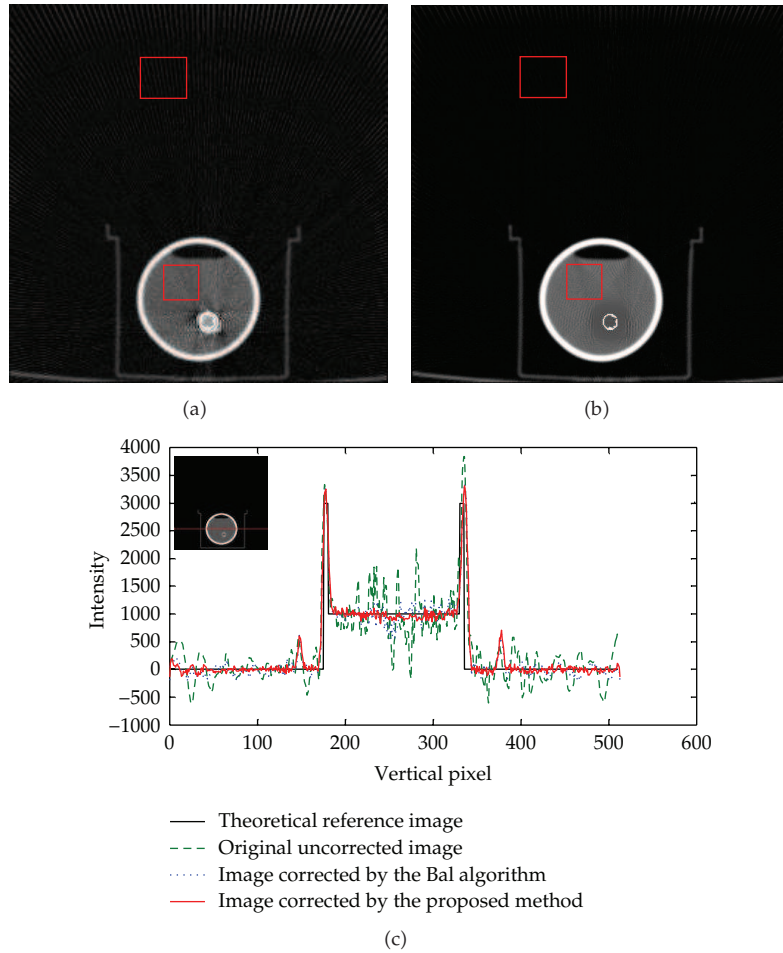 (a)
(b)
4000
3500
3000
2500
2000
1500
1000
500
0
−500
−1000
Intensity
0
100
200
300
400
500
600
Vertical pixel
Theoretical reference image
Original uncorrected image
Image corrected by the Bal algorithm
Image corrected by the proposed method
(c)